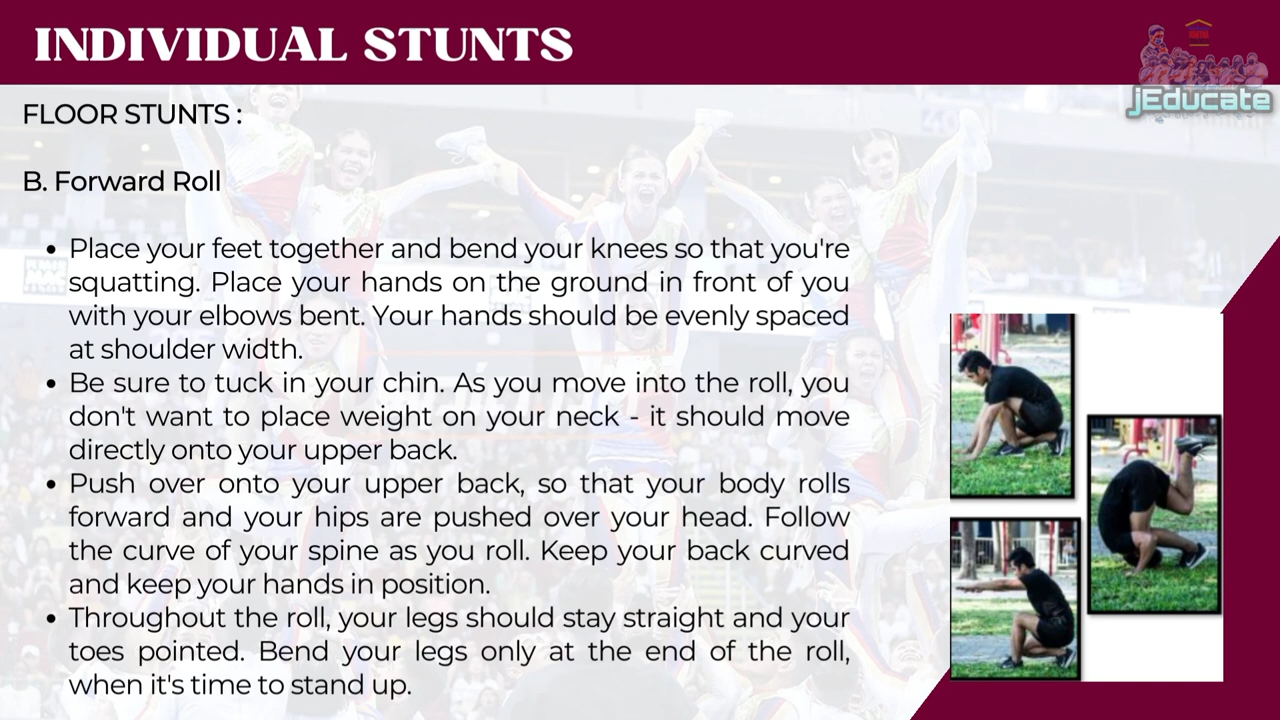 INDIVIDUAL STUNTS
jEducate
FLOOR STUNTS :
B. Forward Roll
• Place your feet together and bend your knees so that you're
squatting. Place your hands on the ground in front of you
with your elbows bent. Your hands should be evenly spaced
at shoulder width.
• Be sure to tuck in your chin. As you move into the roll, you
don't want to place weight on your neck - it should move
directly onto your upper back.
• Push over onto your upper back, so that your body rolls
forward and your hips are pushed over your head. Follow
the curve of your spine as you roll. Keep your back curved
and keep your hands in position.
• Throughout the roll, your legs should stay straight and your
toes pointed. Bend your legs only at the end of the roll,
when it's time to stand up.